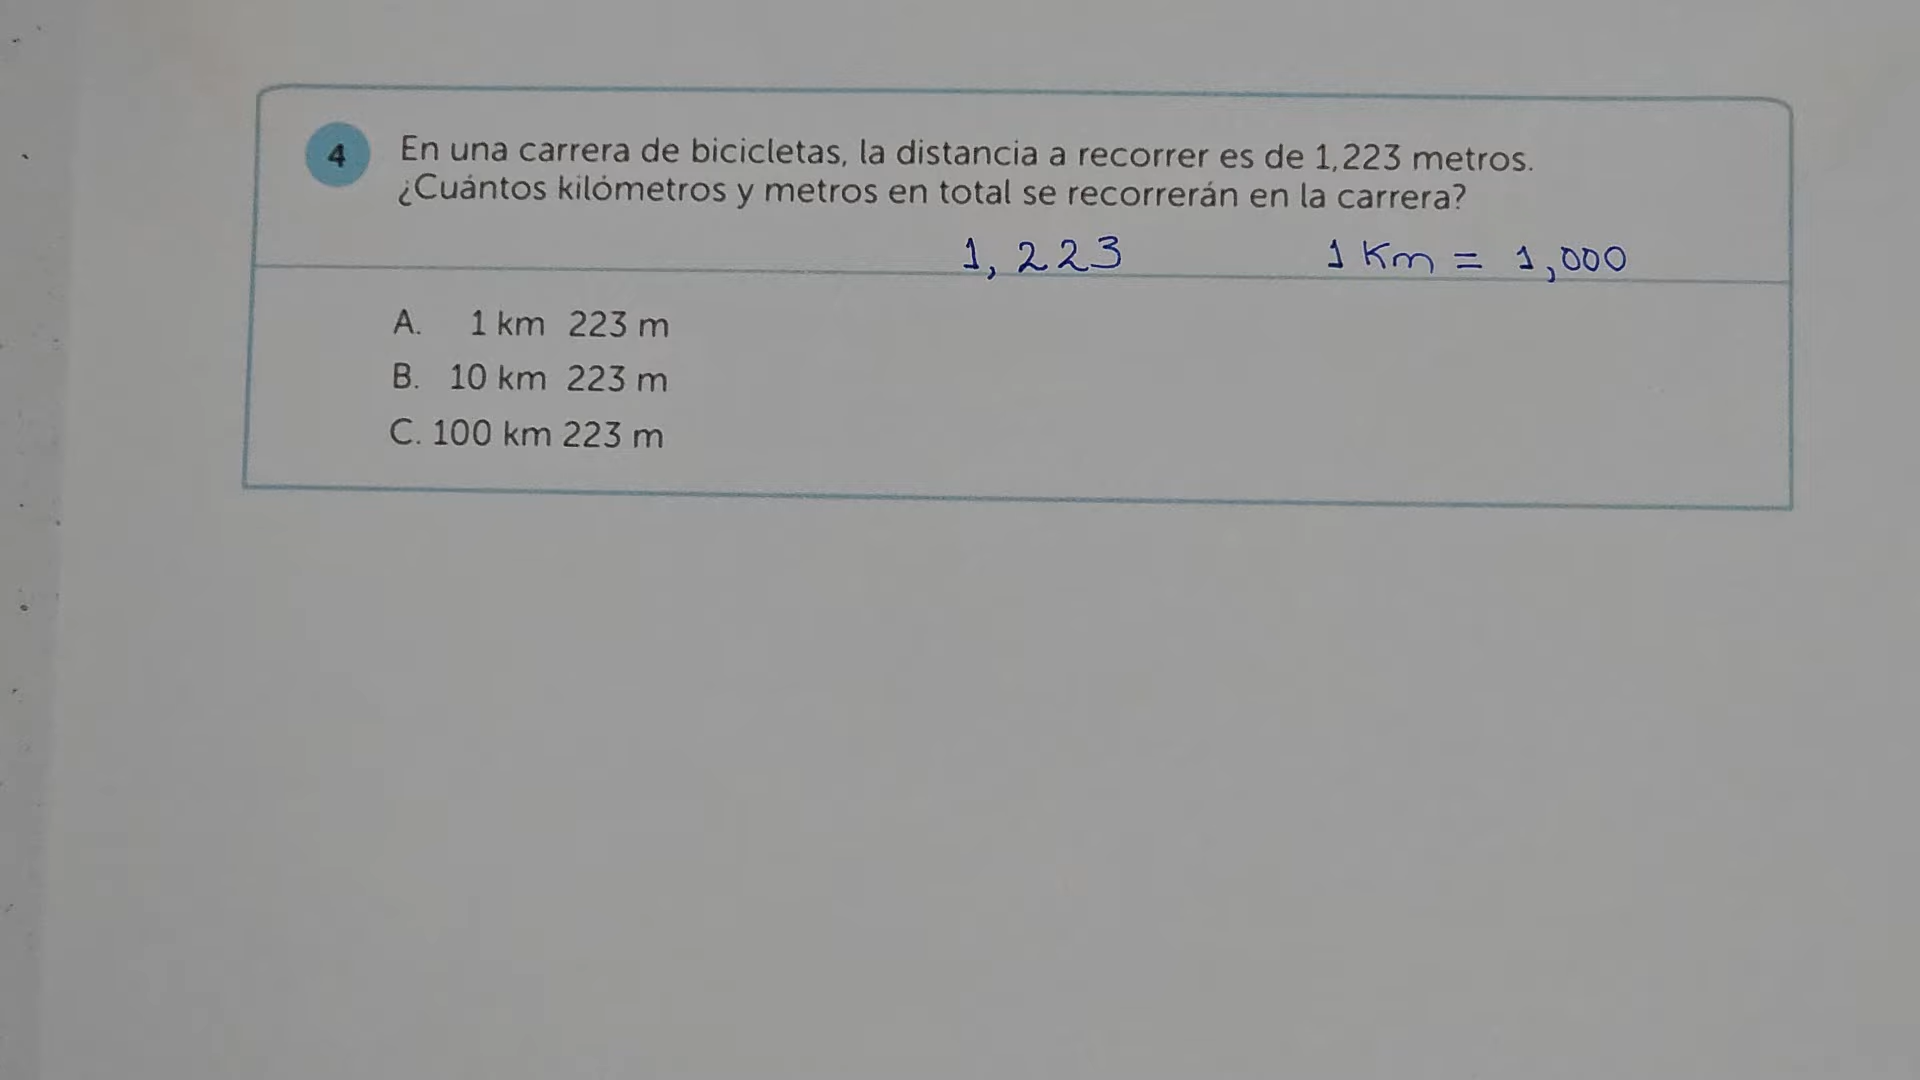 4 En una carrera de bicicletas, la distancia a recorrer es de 1,223 metros.
¿Cuántos kilómetros y metros en total se recorrerán en la carrera?
1,223 1 Km = 1,000
A. 1 km 223 m
B. 10 km 223 m
C. 100 km 223 m